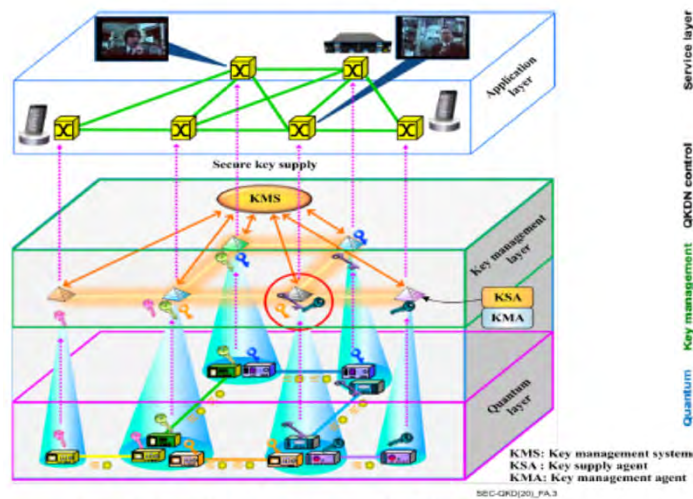 Application
layer
Secure key supply
KMS
Key management
layer
KSA
KMA
Quantum
layer
KMS: Key management system
KSA : Key supply agent
KMA: Key management agent
SEC-QKD(20)_FA.3
Service layer
QKDN control
Key management
Quantum